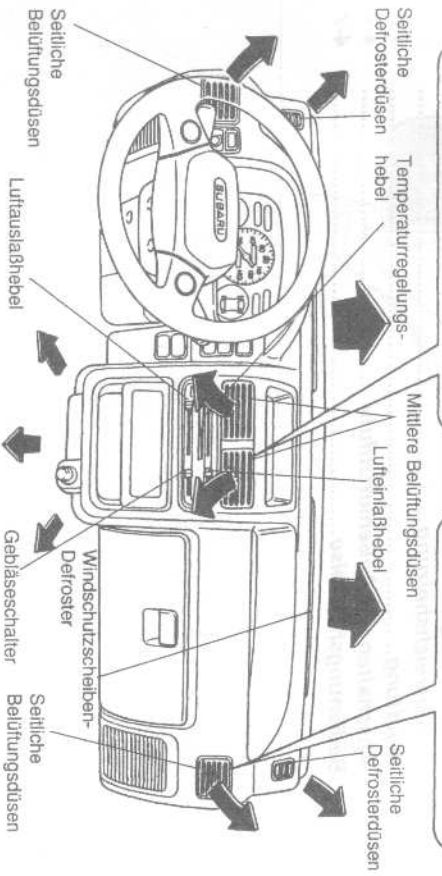 Seitliche
Defrosterdüsen
Temperaturregelungs-
hebel
Mittlere Belüftungsdüsen
Lufteinlaßhebel
Seitliche
Defrosterdüsen
Seitliche
Belüftungsdüsen
SUBARU
Luftauslaßhebel
Gebläseschalter
Windschutzscheiben-
Defroster
Seitliche
Belüftungsdüsen